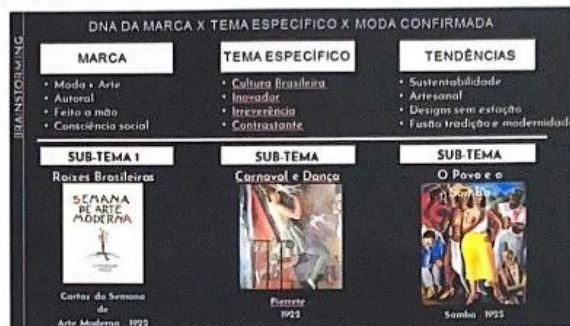 DNA DA MARCA X TEMA ESPECÍFICO X MODA CONFIRMADA
BRAINSTORMING
MARCA
• Moda + Arte
• Autoral
• Feito a mão
• Consciência social
TEMA ESPECÍFICO
• Cultura Brasileira
• Inovador
• Irreverência
• Contrastante
TENDÊNCIAS
• Sustentabilidade
• Artesanal
• Designs sem estação
• Fusão tradição e modernidade
SUB-TEMA 1
Raízes Brasileiras
SEMANA
DE ARTE
MODERNA
Cartaz da Semana
de
Arte Moderna 1922
SUB-TEMA
Carnaval e Dança
Pierrete
1922
SUB-TEMA
O Povo e o
Samba
Samba 1925